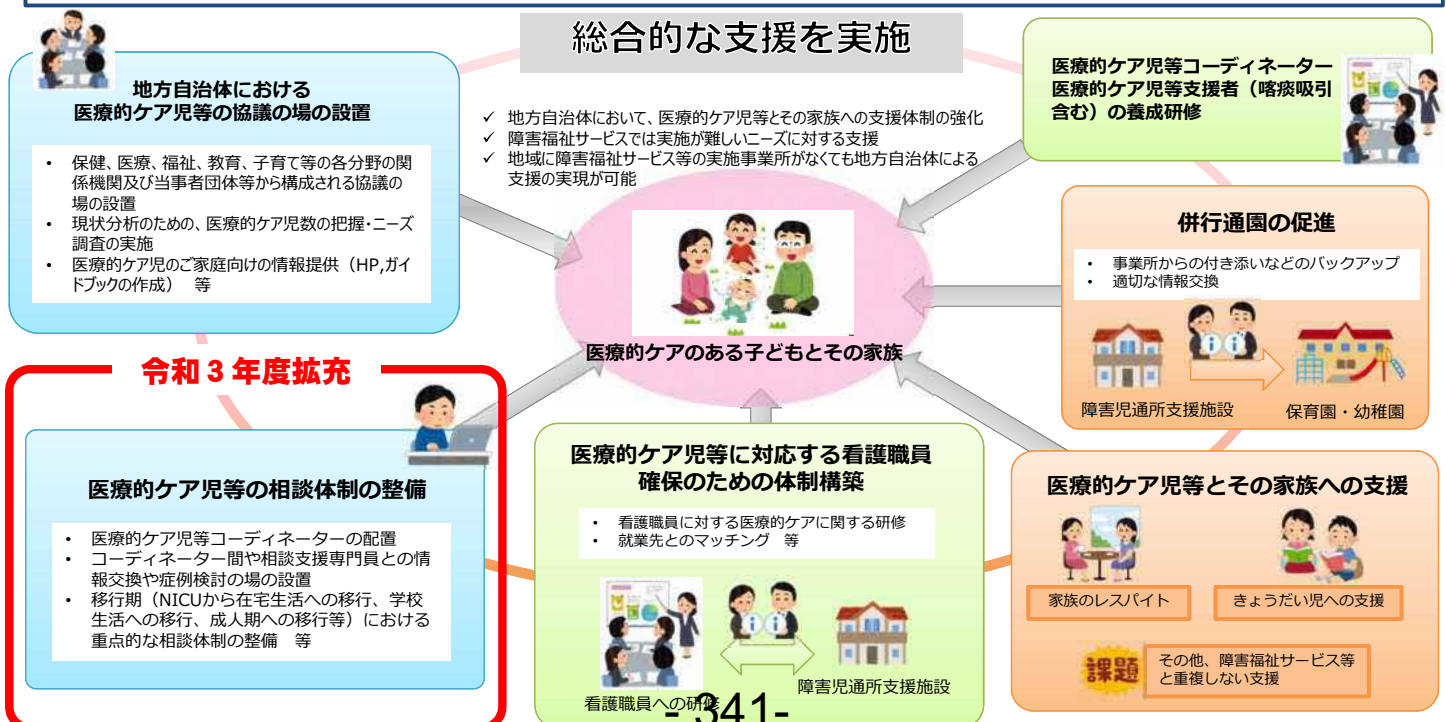 総合的な支援を実施
地方自治体における
医療的ケア児等の協議の場の設置
• 保健、医療、福祉、教育、子育て等の各分野の関
係機関及び当事者団体等から構成される協議の
場の設置
• 現状分析のための、医療的ケア児数の把握・ニーズ
調査の実施
• 医療的ケア児のご家庭向けの情報提供（HP,ガイ
ドブックの作成） 等
✓ 地方自治体において、医療的ケア児等とその家族への支援体制の強化
✓ 障害福祉サービスでは実施が難しいニーズに対する支援
✓ 地域に障害福祉サービス等の実施事業所がなくても地方自治体による
支援の実現が可能
医療的ケア児等コーディネーター
医療的ケア児等支援者（喀痰吸引
含む）の養成研修
併行通園の促進
• 事業所からの付き添いなどのバックアップ
• 適切な情報交換
障害児通所支援施設
保育園・幼稚園
医療的ケアのある子どもとその家族
令和３年度拡充
医療的ケア児等の相談体制の整備
• 医療的ケア児等コーディネーターの配置
• コーディネーター間や相談支援専門員との情
報交換や症例検討の場の設置
• 移行期（NICUから在宅生活への移行、学校
生活への移行、成人期への移行等）における
重点的な相談体制の整備 等
医療的ケア児等に対応する看護職員
確保のための体制構築
• 看護職員に対する医療的ケアに関する研修
• 就業先とのマッチング 等
看護職員への研修
障害児通所支援施設
医療的ケア児等とその家族への支援
家族のレスパイト
きょうだい児への支援
課題
その他、障害福祉サービス等
と重複しない支援
- 341-